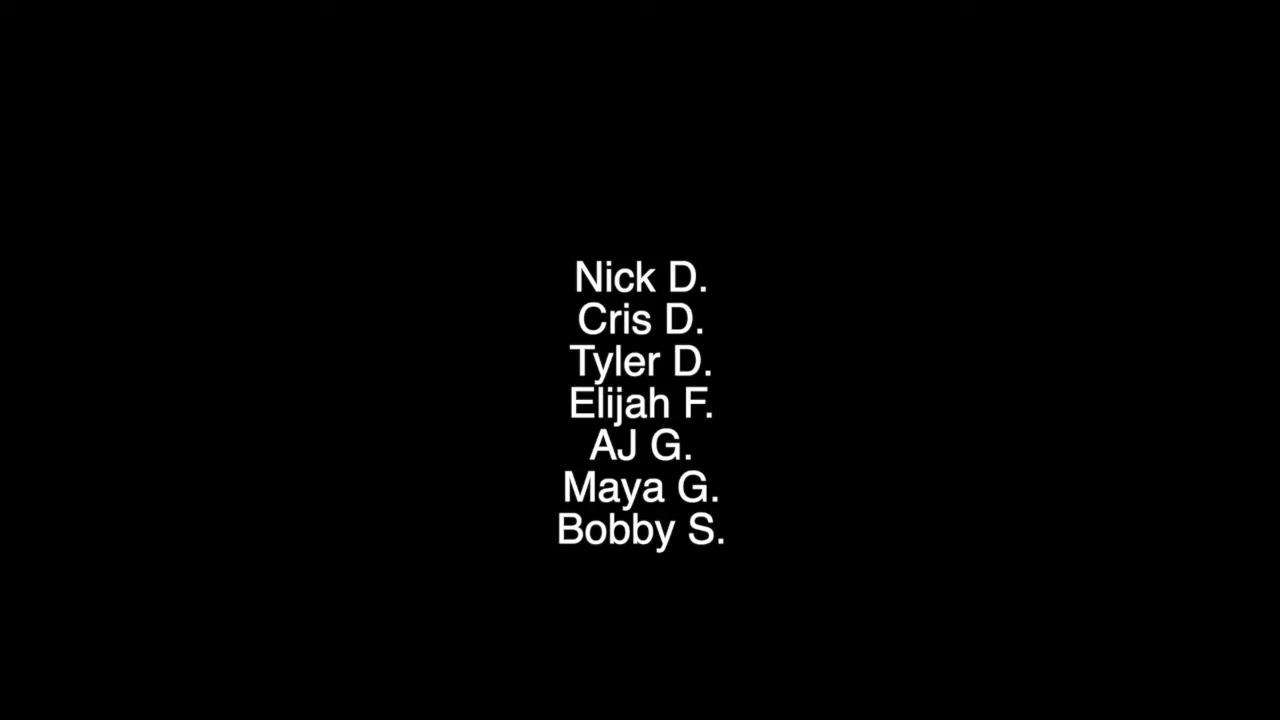 Nick D.
Cris D.
Tyler D.
Elijah F.
AJ G.
Maya G.
Bobby S.